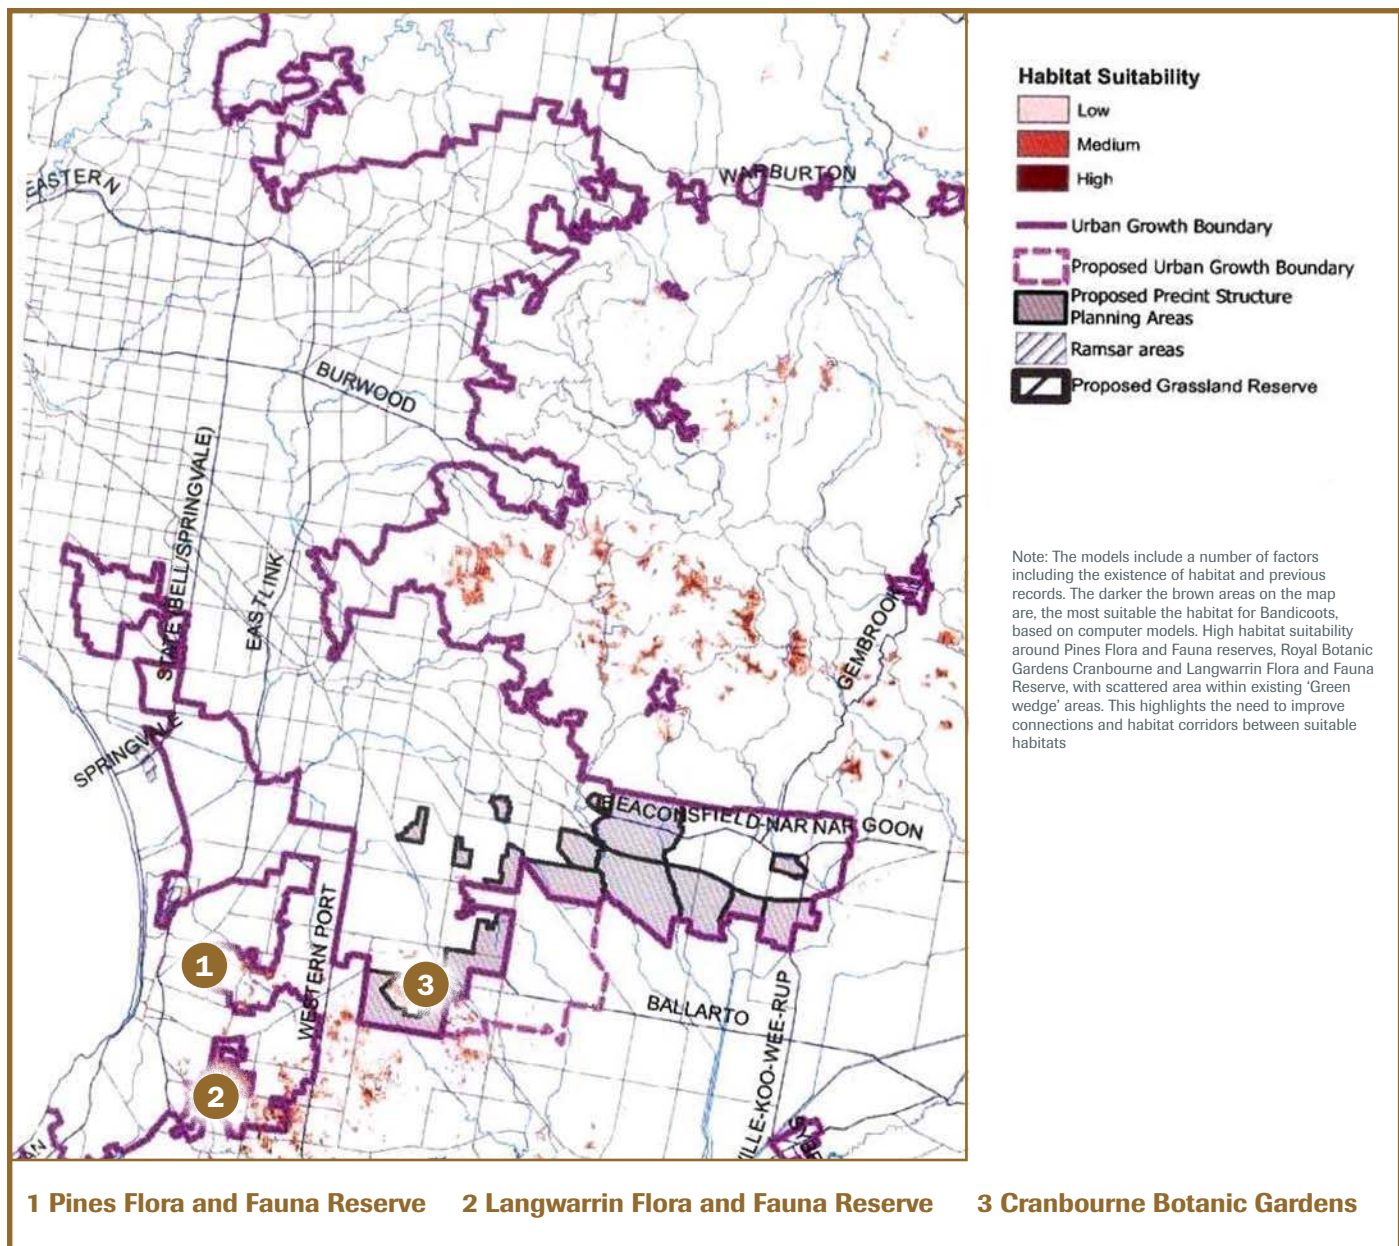 EASTERN
WARBURTON
BURWOOD
STATE (BELL/SPRINGVALE)
EASTLINK
GEMBROOK
SPRINGVALE
BEACONSFIELD-NAR NAR GOON
WESTERN PORT
1
3
BALLARTO
2
VILLE-KOO-WEE-RUP
Habitat Suitability
Low
Medium
High
Urban Growth Boundary
Proposed Urban Growth Boundary
Proposed Precint Structure
Planning Areas
Ramsar areas
Proposed Grassland Reserve
Note: The models include a number of factors
including the existence of habitat and previous
records. The darker the brown areas on the map
are, the most suitable the habitat for Bandicoots,
based on computer models. High habitat suitability
around Pines Flora and Fauna reserves, Royal Botanic
Gardens Cranbourne and Langwarrin Flora and Fauna
Reserve, with scattered area within existing ‘Green
wedge’ areas. This highlights the need to improve
connections and habitat corridors between suitable
habitats
1 Pines Flora and Fauna Reserve 2 Langwarrin Flora and Fauna Reserve 3 Cranbourne Botanic Gardens